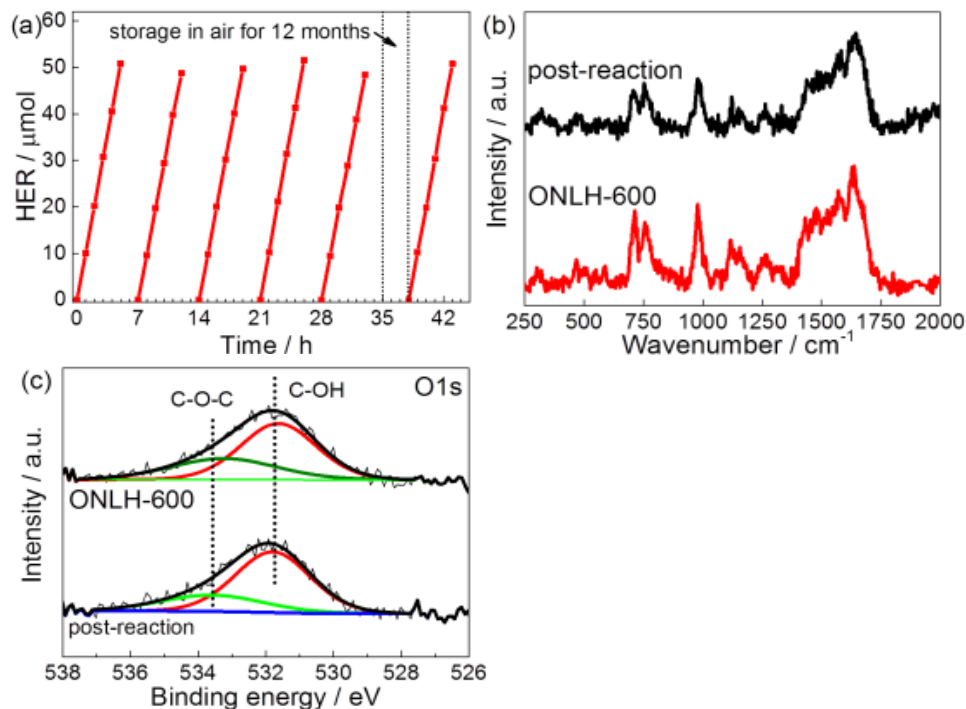 (a)
storage in air for 12 months
HER / μmol
60
50
40
30
20
10
0
0 7 14 21 28 35 42
Time / h
(b)
post-reaction
ONLH-600
Intensity / a.u.
250 500 750 1000 1250 1500 1750 2000
Wavenumber / cm⁻¹
(c)
C-O-C
C-OH
O1s
ONLH-600
post-reaction
Intensity / a.u.
538 536 534 532 530 528 526
Binding energy / eV